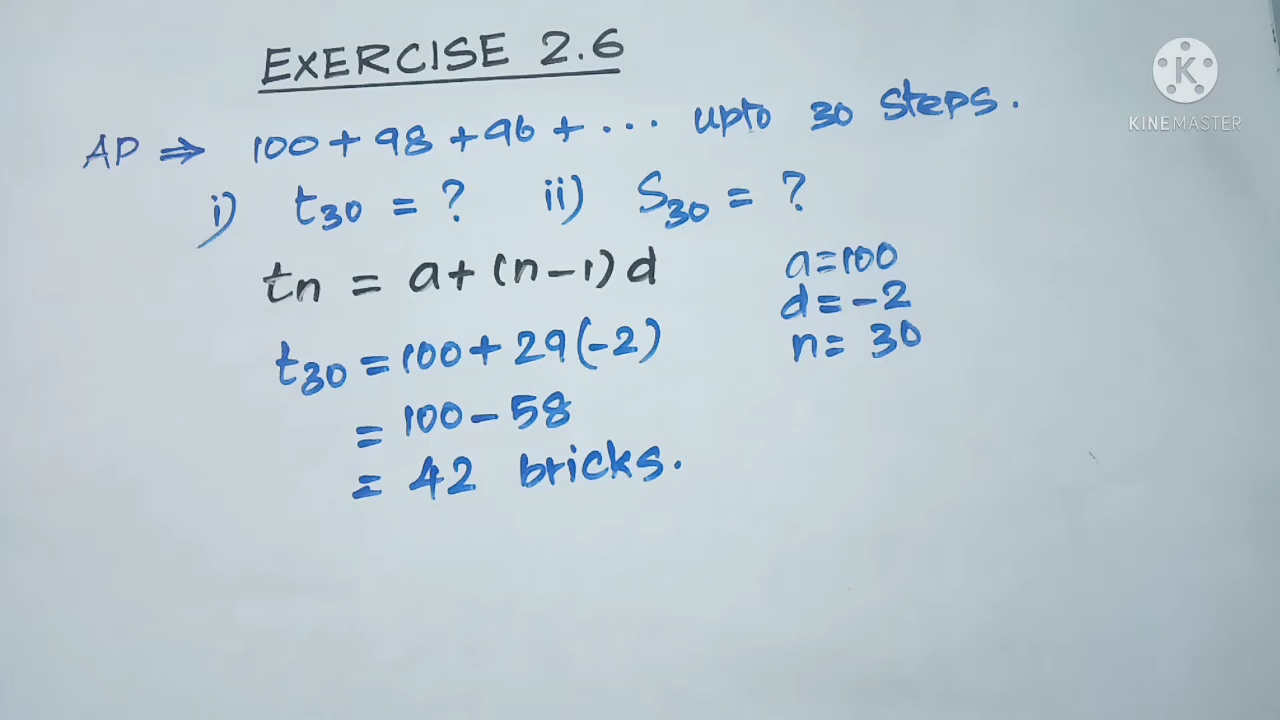 EXERCISE 2.6
K
KINEMASTER
AP ⇒ 100 + 98 + 96 + ... upto 30 steps.
i) t30 = ? ii) S30 = ?
tn = a + (n-1) d
a = 100
d = -2
n = 30
t30 = 100 + 29 (-2)
= 100 - 58
= 42 bricks.